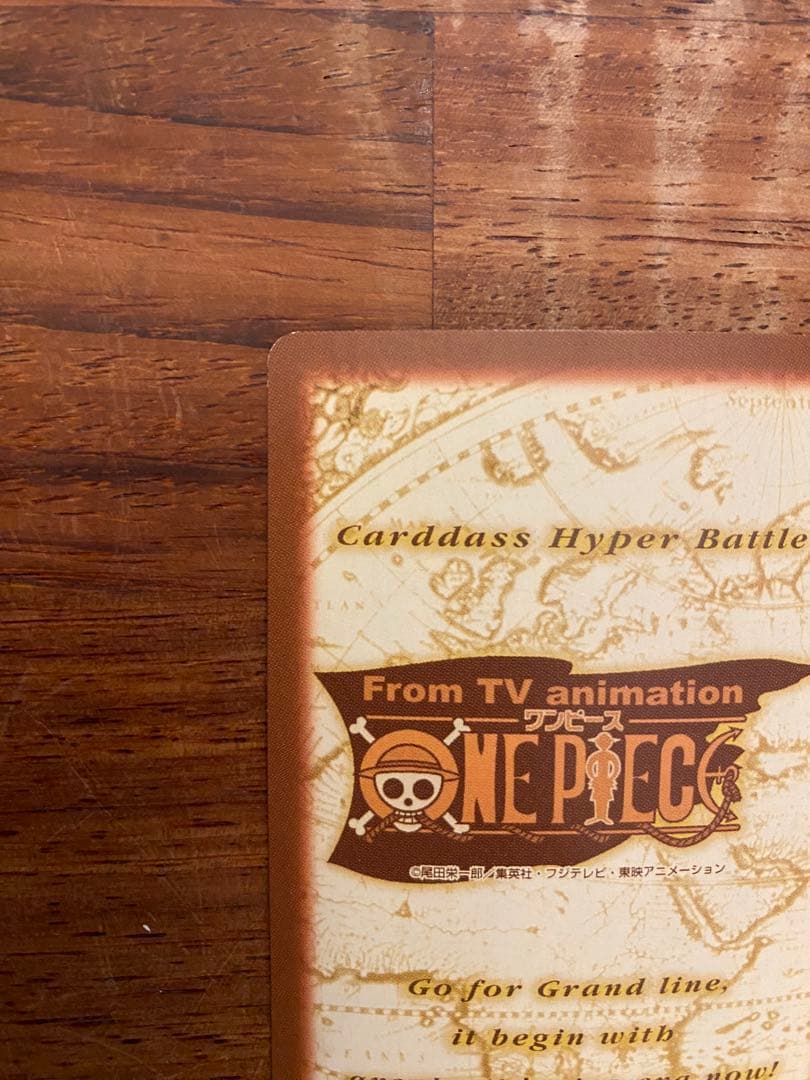 Septem
Carddass Hyper Battle
From TV animation
ワンピース
ONE PIECE
©尾田栄一郎/集英社・フジテレビ・東映アニメーション
Go for Grand line,
it begin with
now!